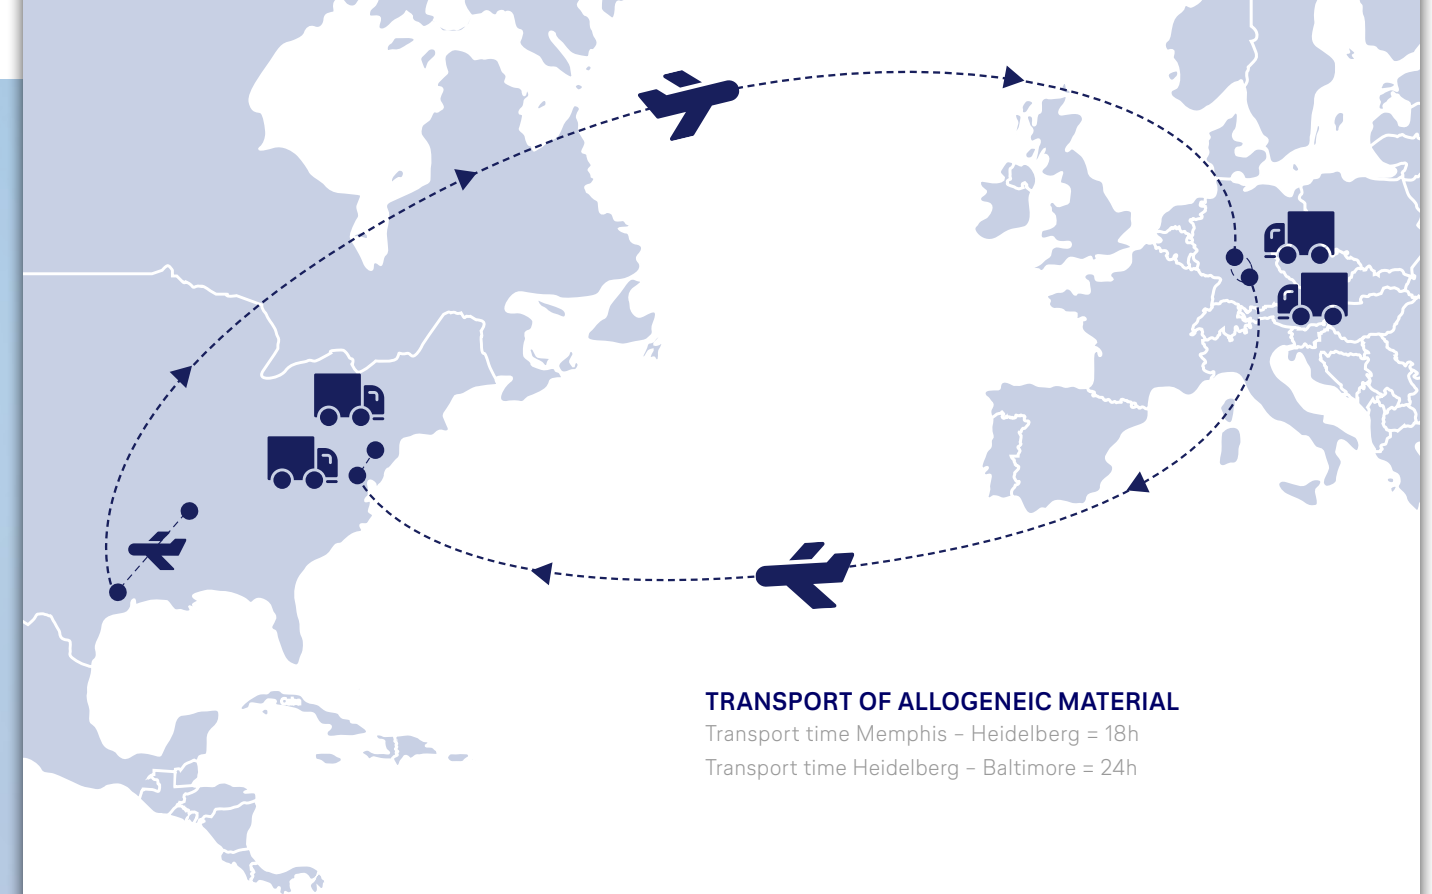 TRANSPORT OF ALLOGENEIC MATERIAL
Transport time Memphis – Heidelberg = 18h
Transport time Heidelberg – Baltimore = 24h